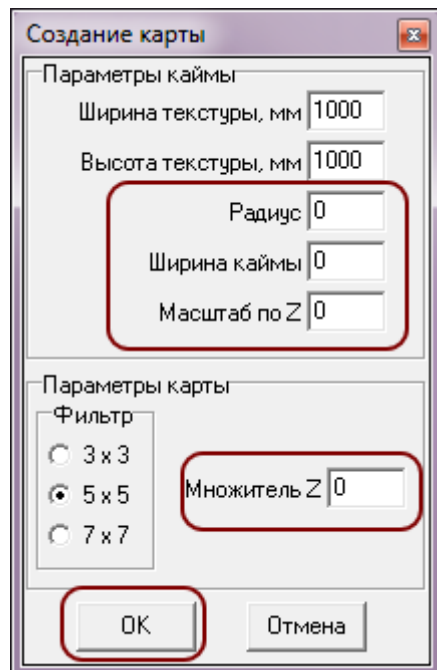 Создание карты
Параметры каймы
Ширина текстуры, мм 1000
Высота текстуры, мм 1000
Радиус 0
Ширина каймы 0
Масштаб по Z 0
Параметры карты
Фильтр
3 x 3
5 x 5
Множитель Z 0
7 x 7
OK Отмена